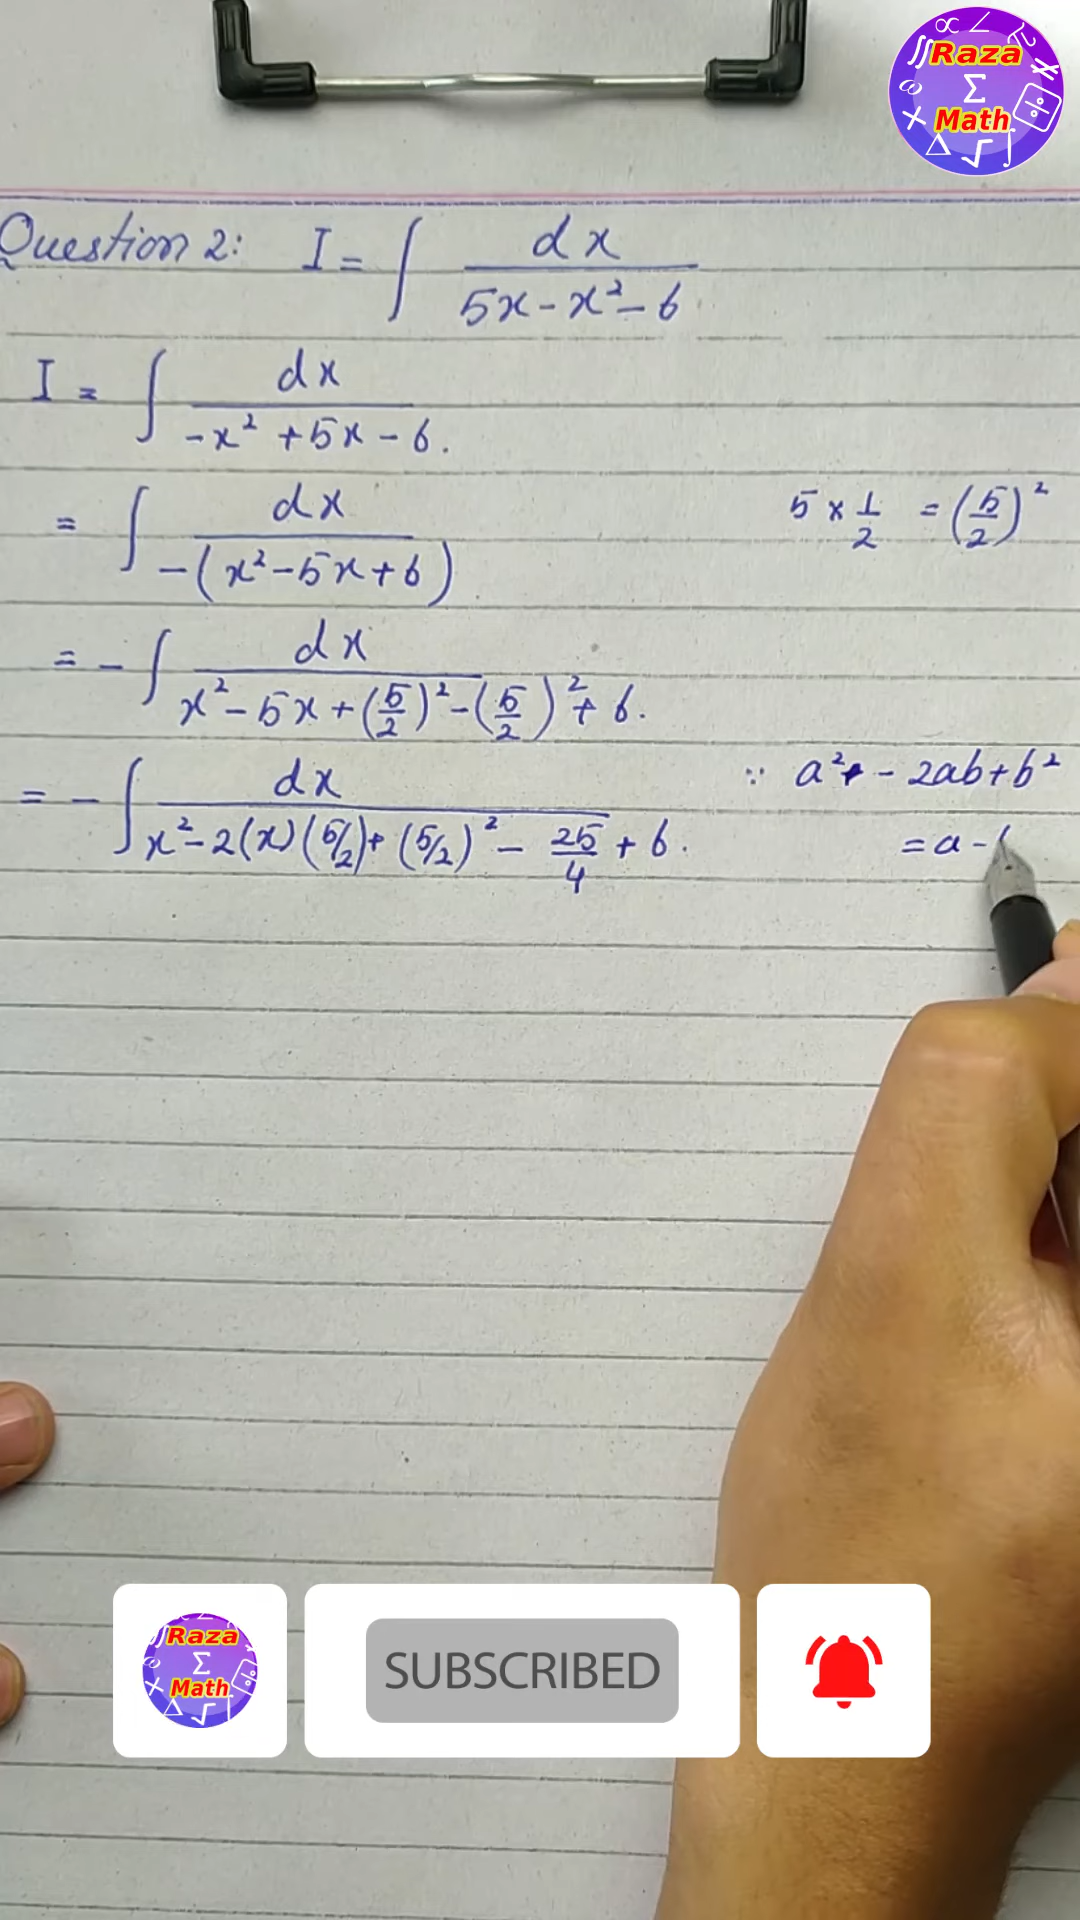 Raza
Σ
Math
Question 2: I = ∫ dx / 5x - x² - 6
I = ∫ dx / -x² + 5x - 6.
= ∫ dx / -(x² - 5x + 6)
5 × 1/2 = (5/2)²
= - ∫ dx / x² - 5x + (5/2)² - (5/2)² + 6.
= - ∫ dx / x² - 2(x)(5/2) + (5/2)² - 25/4 + 6.
∵ a² - 2ab + b²
= a -
Raza
Σ
Math
SUBSCRIBED